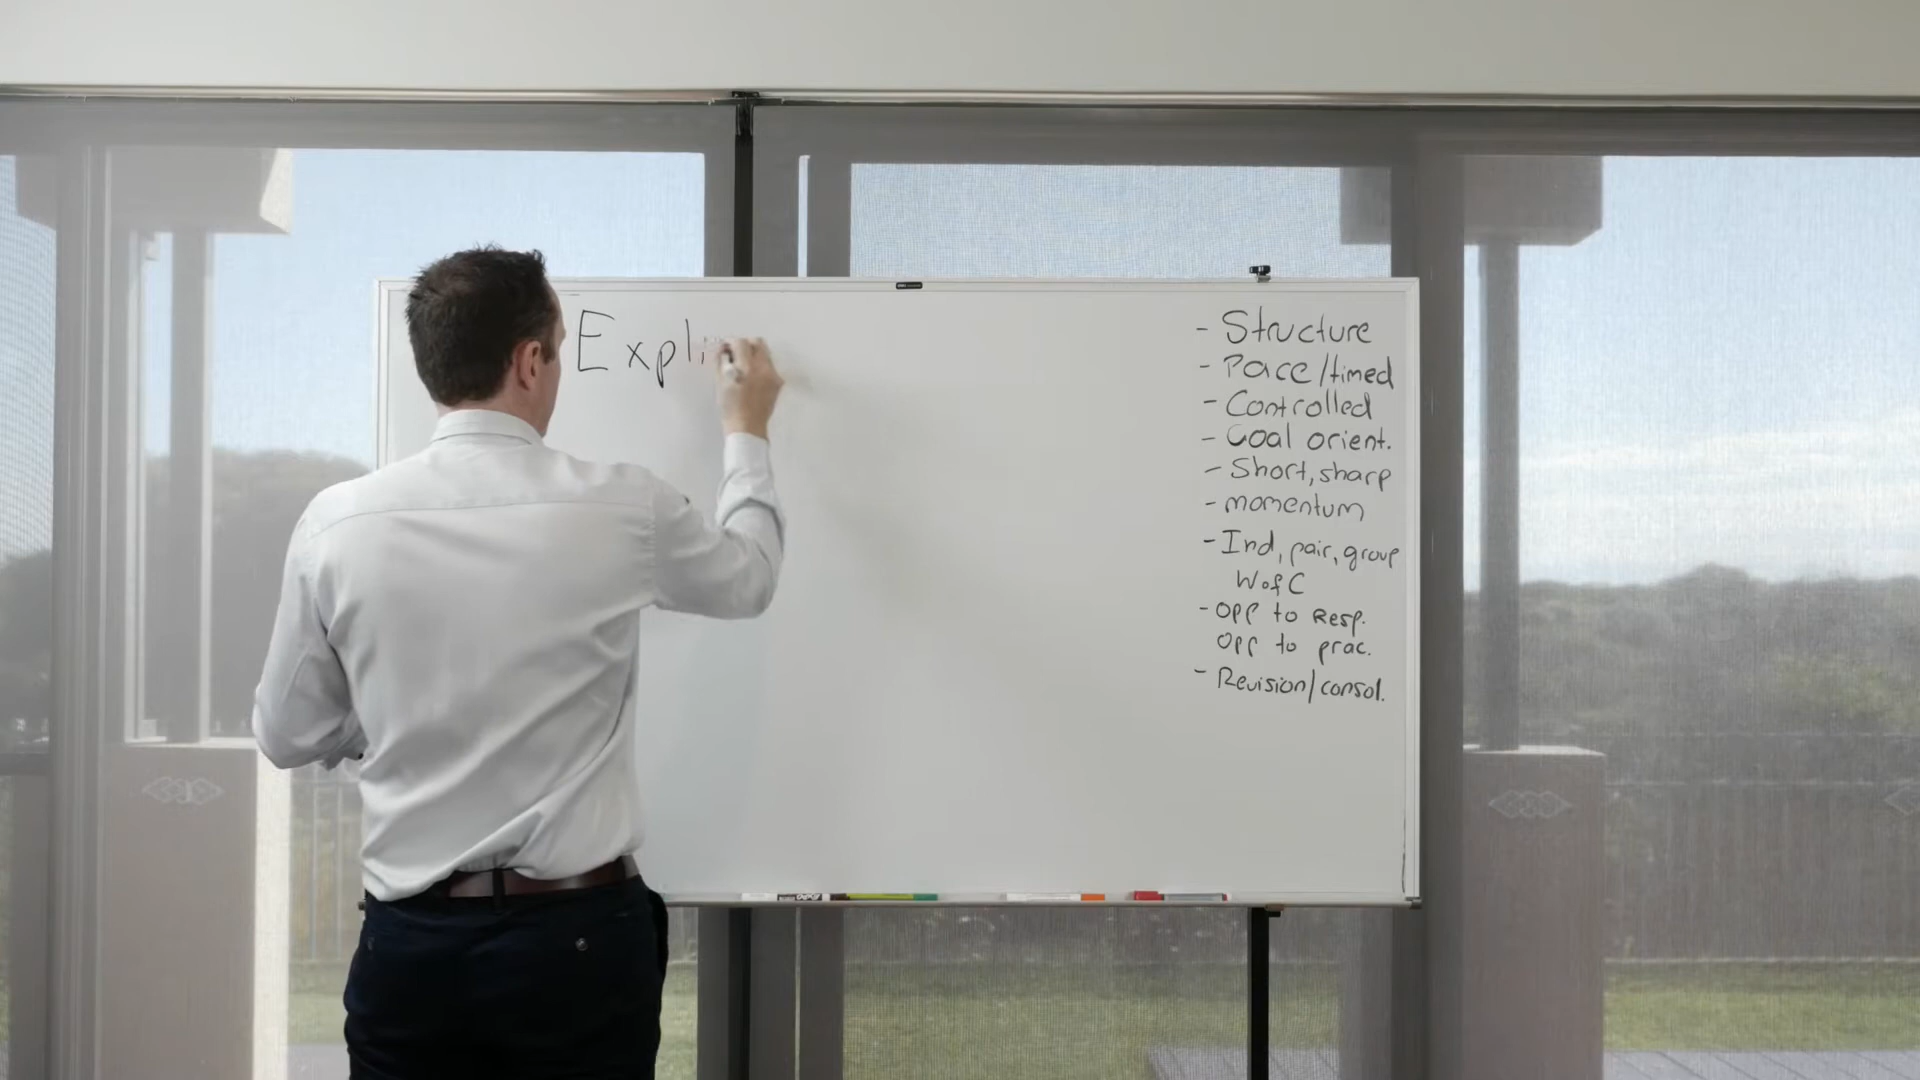 Expli
- Structure
- Pace/timed
- Controlled
- Goal orient.
- Short, sharp
- momentum
- Ind, pair, group
W of C
- Opp to Resp.
Opp to prac.
- Revision/consol.